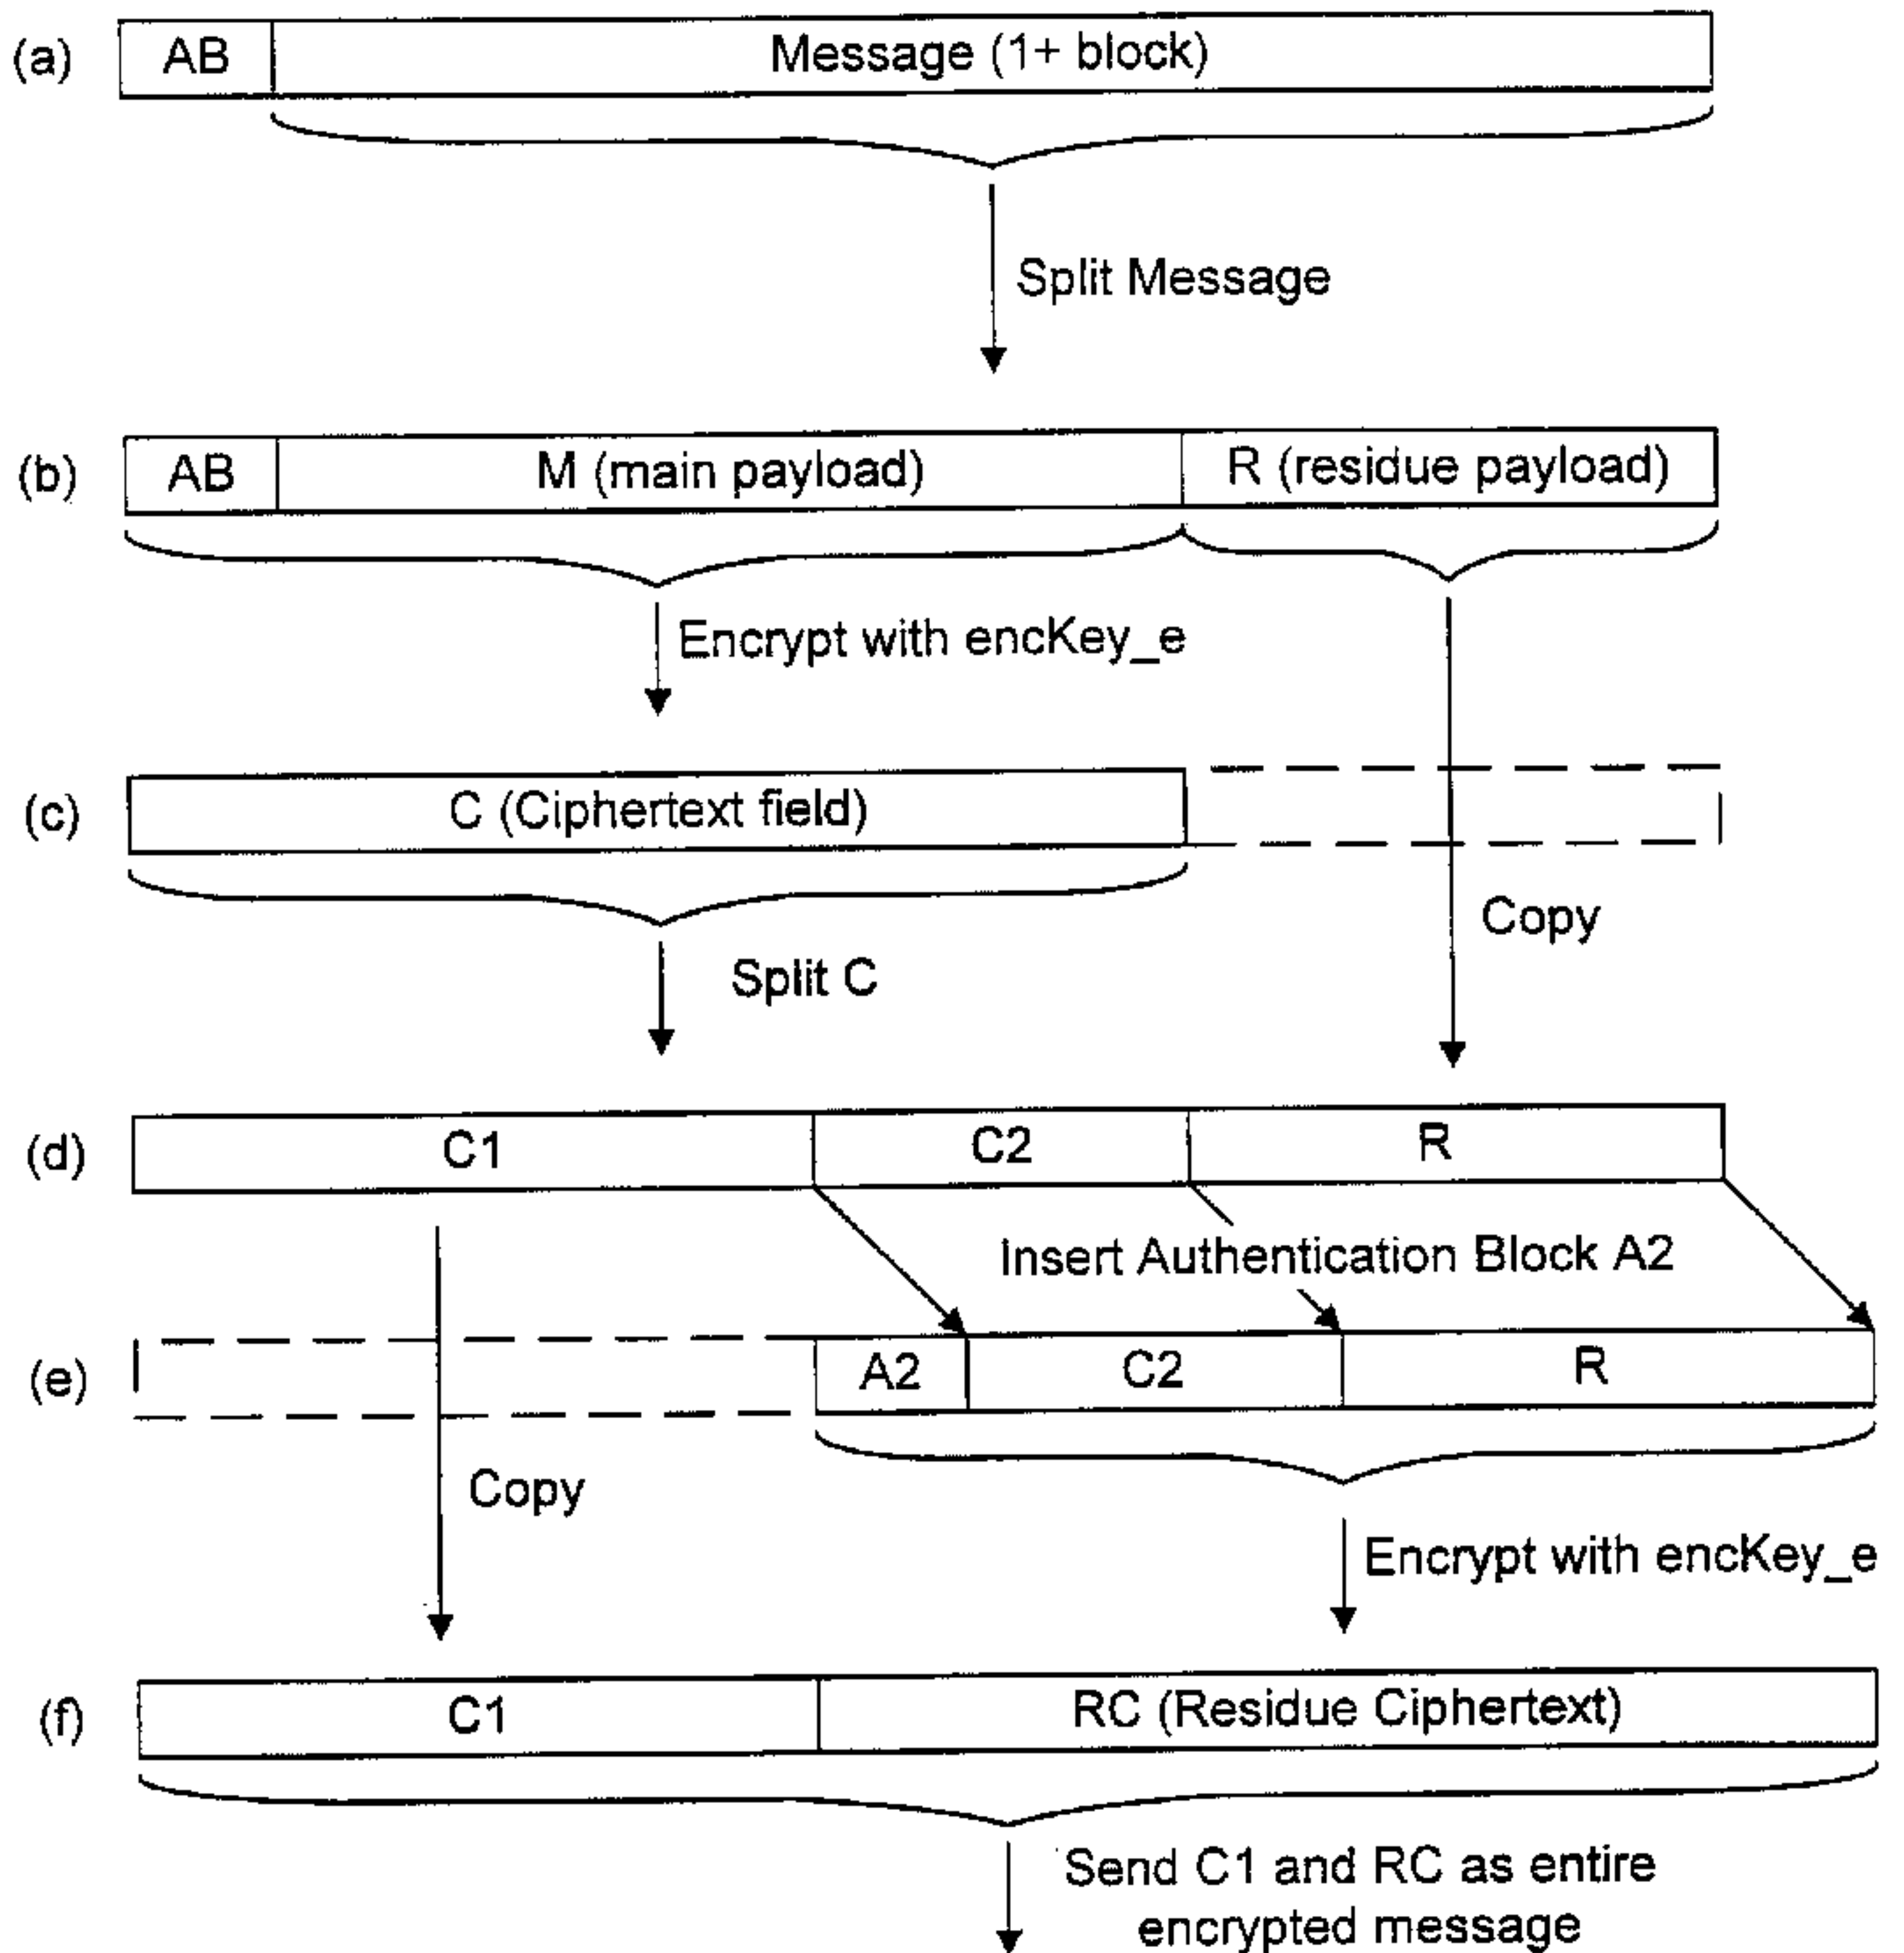 (a) AB Message (1+ block)
Split Message
(b) AB M (main payload) R (residue payload)
Encrypt with encKey_e
(c) C (Ciphertext field)
Copy
Split C
(d) C1 C2 R
Insert Authentication Block A2
(e) A2 C2 R
Copy
Encrypt with encKey_e
(f) C1 RC (Residue Ciphertext)
Send C1 and RC as entire
encrypted message